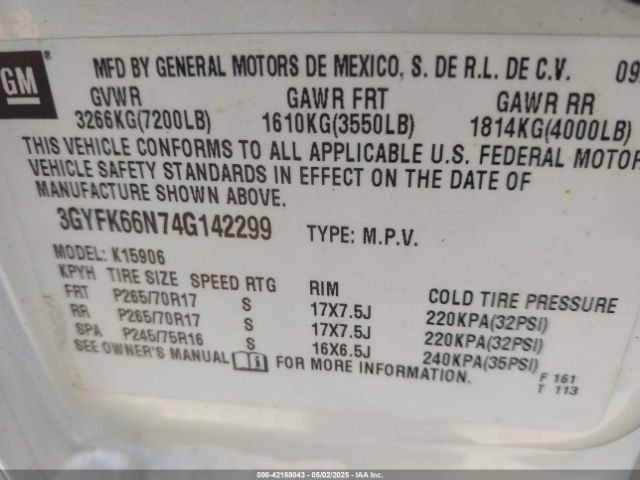 GM
MFD BY GENERAL MOTORS DE MEXICO, S. DE R.L. DE C.V. 09
GVWR GAWR FRT GAWR RR
3266KG(7200LB) 1610KG(3550LB) 1814KG(4000LB)
THIS VEHICLE CONFORMS TO ALL APPLICABLE U.S. FEDERAL MOTOR
VEHICLE SAFETY STANDARDS IN EFFECT ON THE DATE OF
MANUFACTURE SHOWN ABOVE.
3GYFK66N74G142299 TYPE: M.P.V.
MODEL: K15906
KPYH TIRE SIZE SPEED RTG RIM COLD TIRE PRESSURE
FRT P265/70R17 S 17X7.5J 220KPA(32PSI)
RR P265/70R17 S 17X7.5J 220KPA(32PSI)
SPA P245/75R16 S 16X6.5J 240KPA(35PSI)
SEE OWNER'S MANUAL FOR MORE INFORMATION.
F 161
T 113
000-42188043 - 05/02/2025 - IAAI.COM